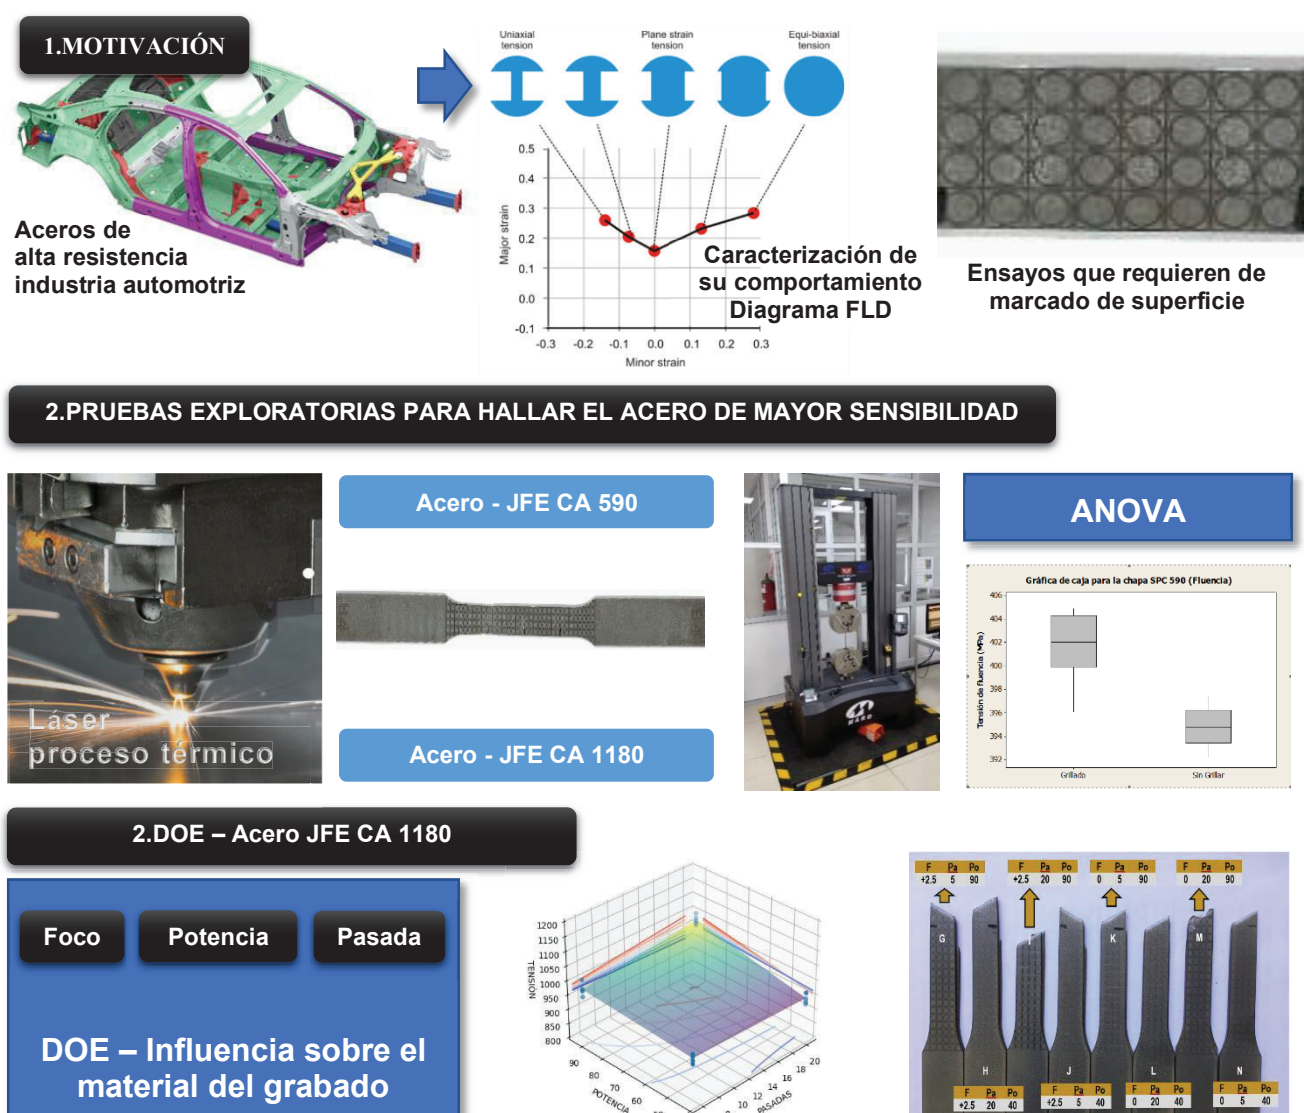 1.MOTIVACIÓN
Aceros de
alta resistencia
industria automotriz
Uniaxial
tension
Plane strain
tension
Equi-biaxial
tension
0.5
0.4
0.3
0.2
0.1
0.0
-0.1
-0.3 -0.2 -0.1 0.0 0.1 0.2 0.3
Major strain
Minor strain
Caracterización de
su comportamiento
Diagrama FLD
Ensayos que requieren de
marcado de superficie
2.PRUEBAS EXPLORATORIAS PARA HALLAR EL ACERO DE MAYOR SENSIBILIDAD
Láser
proceso térmico
Acero - JFE CA 590
Acero - JFE CA 1180
ANOVA
Gráfica de caja para la chapa SPC 590 (Fluencia)
Tensión de fluencia (MPa)
406
404
402
400
398
396
394
392
Grillado Sin Grillar
2.DOE – Acero JFE CA 1180
Foco Potencia Pasada
DOE – Influencia sobre el
material del grabado
TENSIÓN
1200
1150
1100
1050
1000
950
900
850
800
90
80
70
60
POTENCIA
10 12 14 16 18 20
PASADAS
F Pa Po
+2.5 5 90
F Pa Po
+2.5 20 90
F Pa Po
0 5 90
F Pa Po
0 20 90
G
K
M
H
J
L
N
F Pa Po
+2.5 20 40
F Pa Po
+2.5 5 40
F Pa Po
0 20 40
F Pa Po
0 5 40